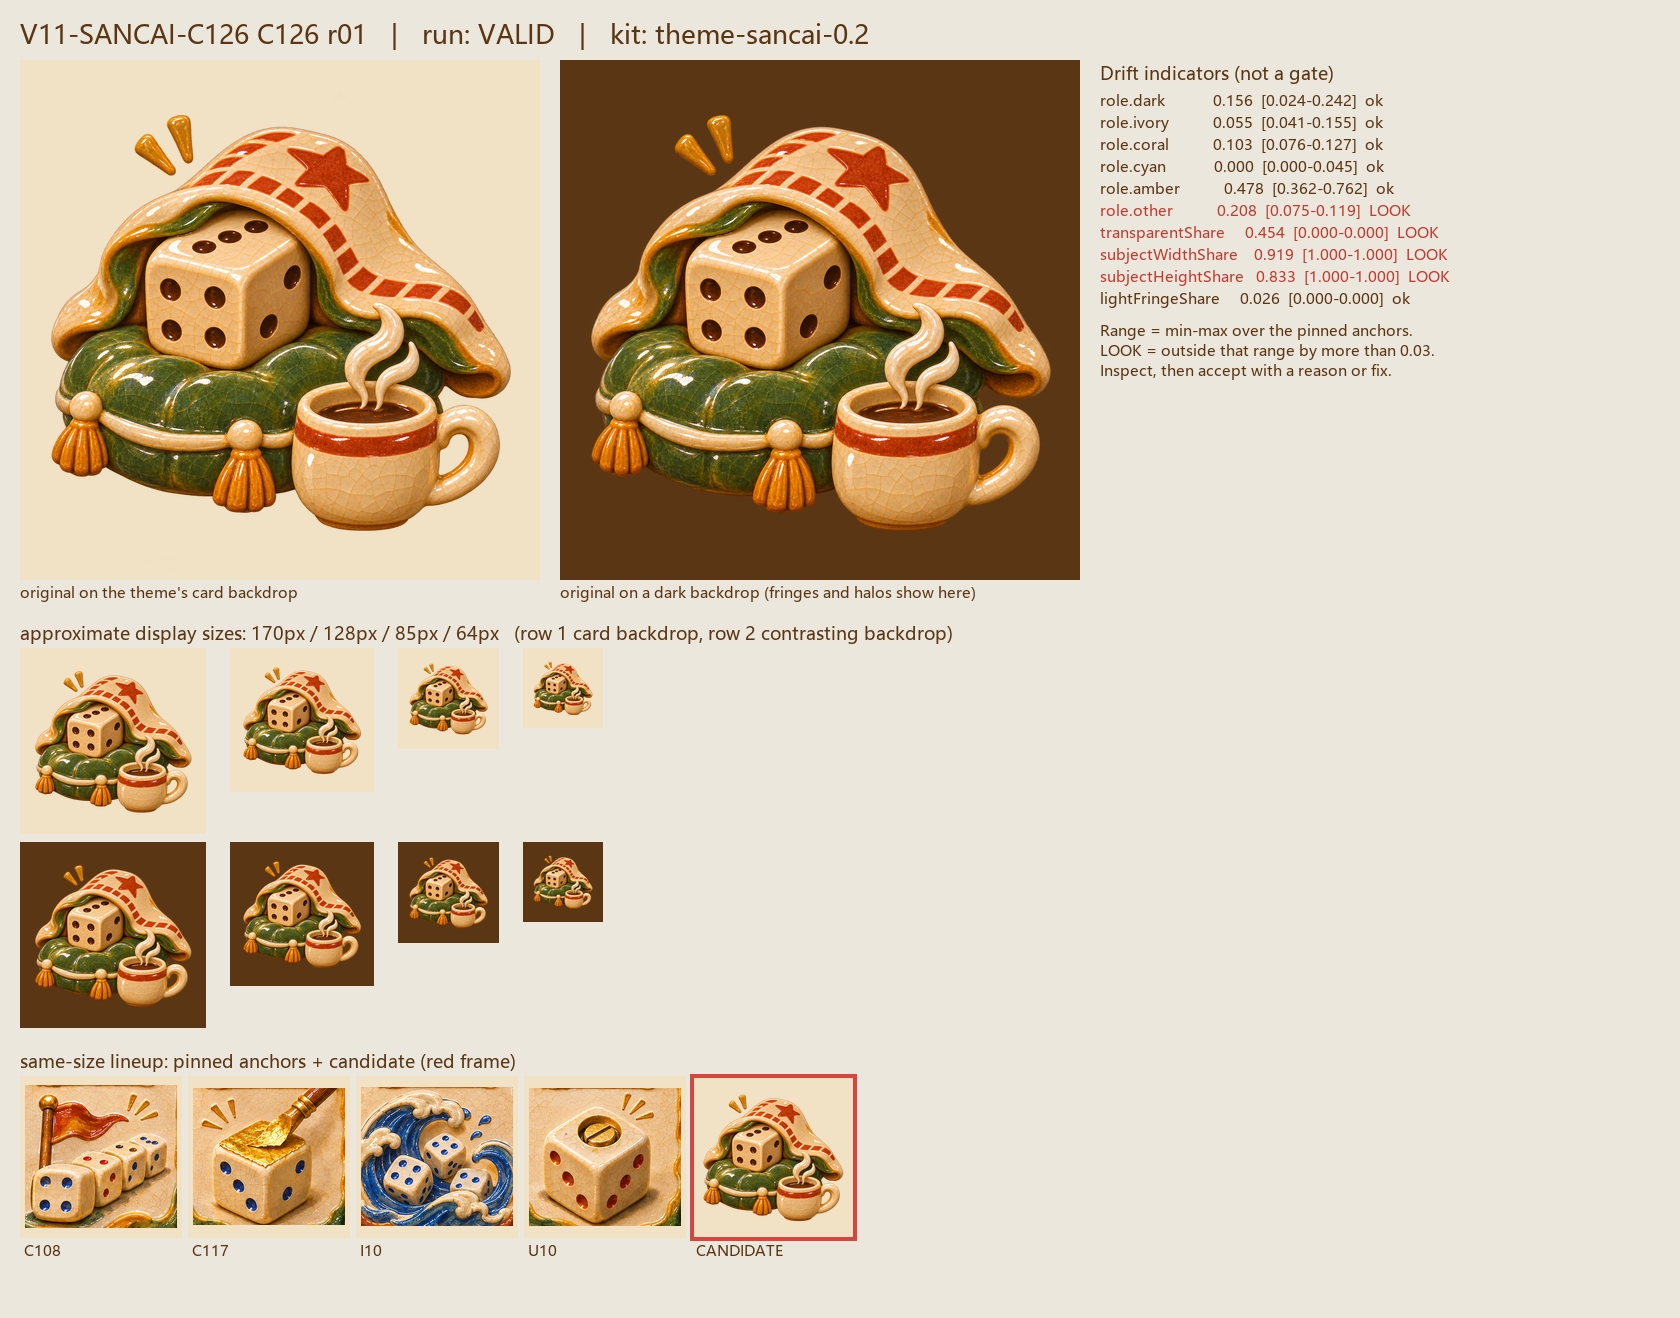 V11-SANCAI-C126 C126 r01 | run: VALID | kit: theme-sancai-0.2
Drift indicators (not a gate)
role.dark 0.156 [0.024-0.242] ok
role.ivory 0.055 [0.041-0.155] ok
role.coral 0.103 [0.076-0.127] ok
role.cyan 0.000 [0.000-0.045] ok
role.amber 0.478 [0.362-0.762] ok
role.other 0.208 [0.075-0.119] LOOK
transparentShare 0.454 [0.000-0.000] LOOK
subjectWidthShare 0.919 [1.000-1.000] LOOK
subjectHeightShare 0.833 [1.000-1.000] LOOK
lightFringeShare 0.026 [0.000-0.000] ok
Range = min-max over the pinned anchors.
LOOK = outside that range by more than 0.03.
Inspect, then accept with a reason or fix.
original on the theme's card backdrop
original on a dark backdrop (fringes and halos show here)
approximate display sizes: 170px / 128px / 85px / 64px (row 1 card backdrop, row 2 contrasting backdrop)
same-size lineup: pinned anchors + candidate (red frame)
C108
C117
I10
U10
CANDIDATE